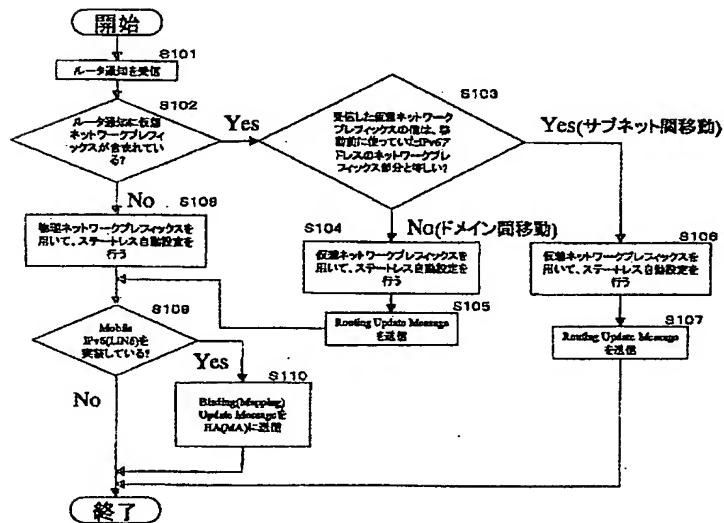 開始
S101
ルータ通知を受信
S102
ルータ通知に仮想
ネットワークプレフィ
ックスが含まれてい
る?
Yes
No
S103
受信した仮想ネットワーク
プレフィックスの値は、移
動前に使っていたIPv6ア
ドレスのネットワークプレ
フィックス部分と等しい?
Yes(サブネット間移動)
No(ドメイン間移動)
S108
物理ネットワークプレフィックスを
用いて、ステートレス自動設定を
行う
S104
仮想ネットワークプレフィックスを
用いて、ステートレス自動設定を
行う
S106
仮想ネットワークプレフィックスを
用いて、ステートレス自動設定を
行う
S105
Routing Update Message
を送信
S107
Routing Update Message
を送信
S109
Mobile
IPv6(LIN6)を
実装している?
Yes
No
S110
Binding(Mapping)
Update Messageを
HA(MA)に送信
終了